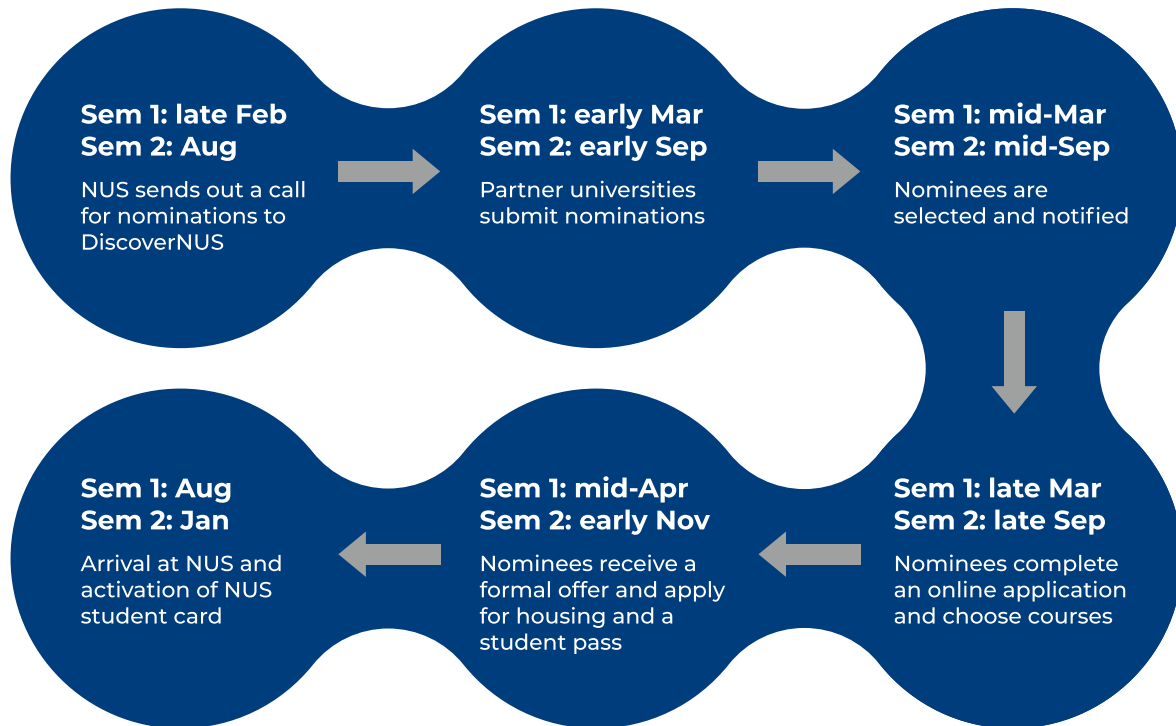 Sem 1: late Feb
Sem 2: Aug
NUS sends out a call
for nominations to
DiscoverNUS
Sem 1: early Mar
Sem 2: early Sep
Partner universities
submit nominations
Sem 1: mid-Mar
Sem 2: mid-Sep
Nominees are
selected and notified
Sem 1: late Mar
Sem 2: late Sep
Nominees complete
an online application
and choose courses
Sem 1: mid-Apr
Sem 2: early Nov
Nominees receive a
formal offer and apply
for housing and a
student pass
Sem 1: Aug
Sem 2: Jan
Arrival at NUS and
activation of NUS
student card